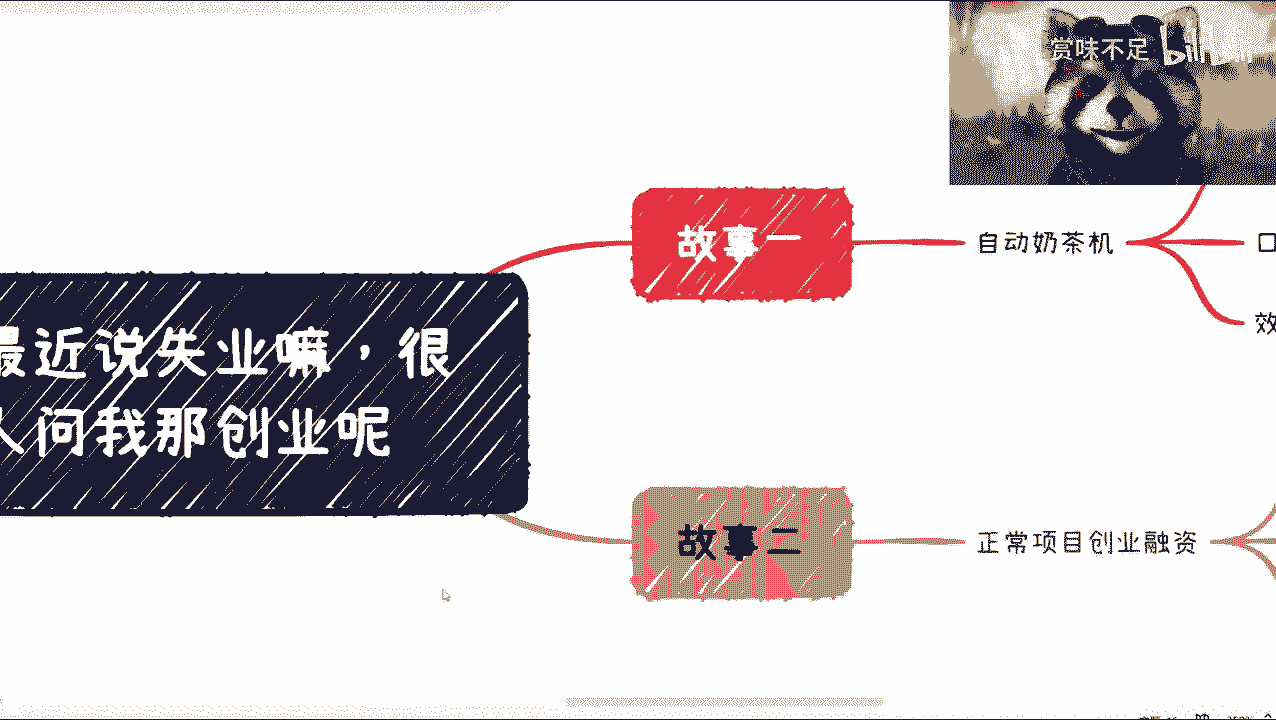 赏味不足 bilibili
故事一
自动奶茶机
口
效
最近说失业嘛，很
人问我那创业呢
故事二
正常项目创业融资